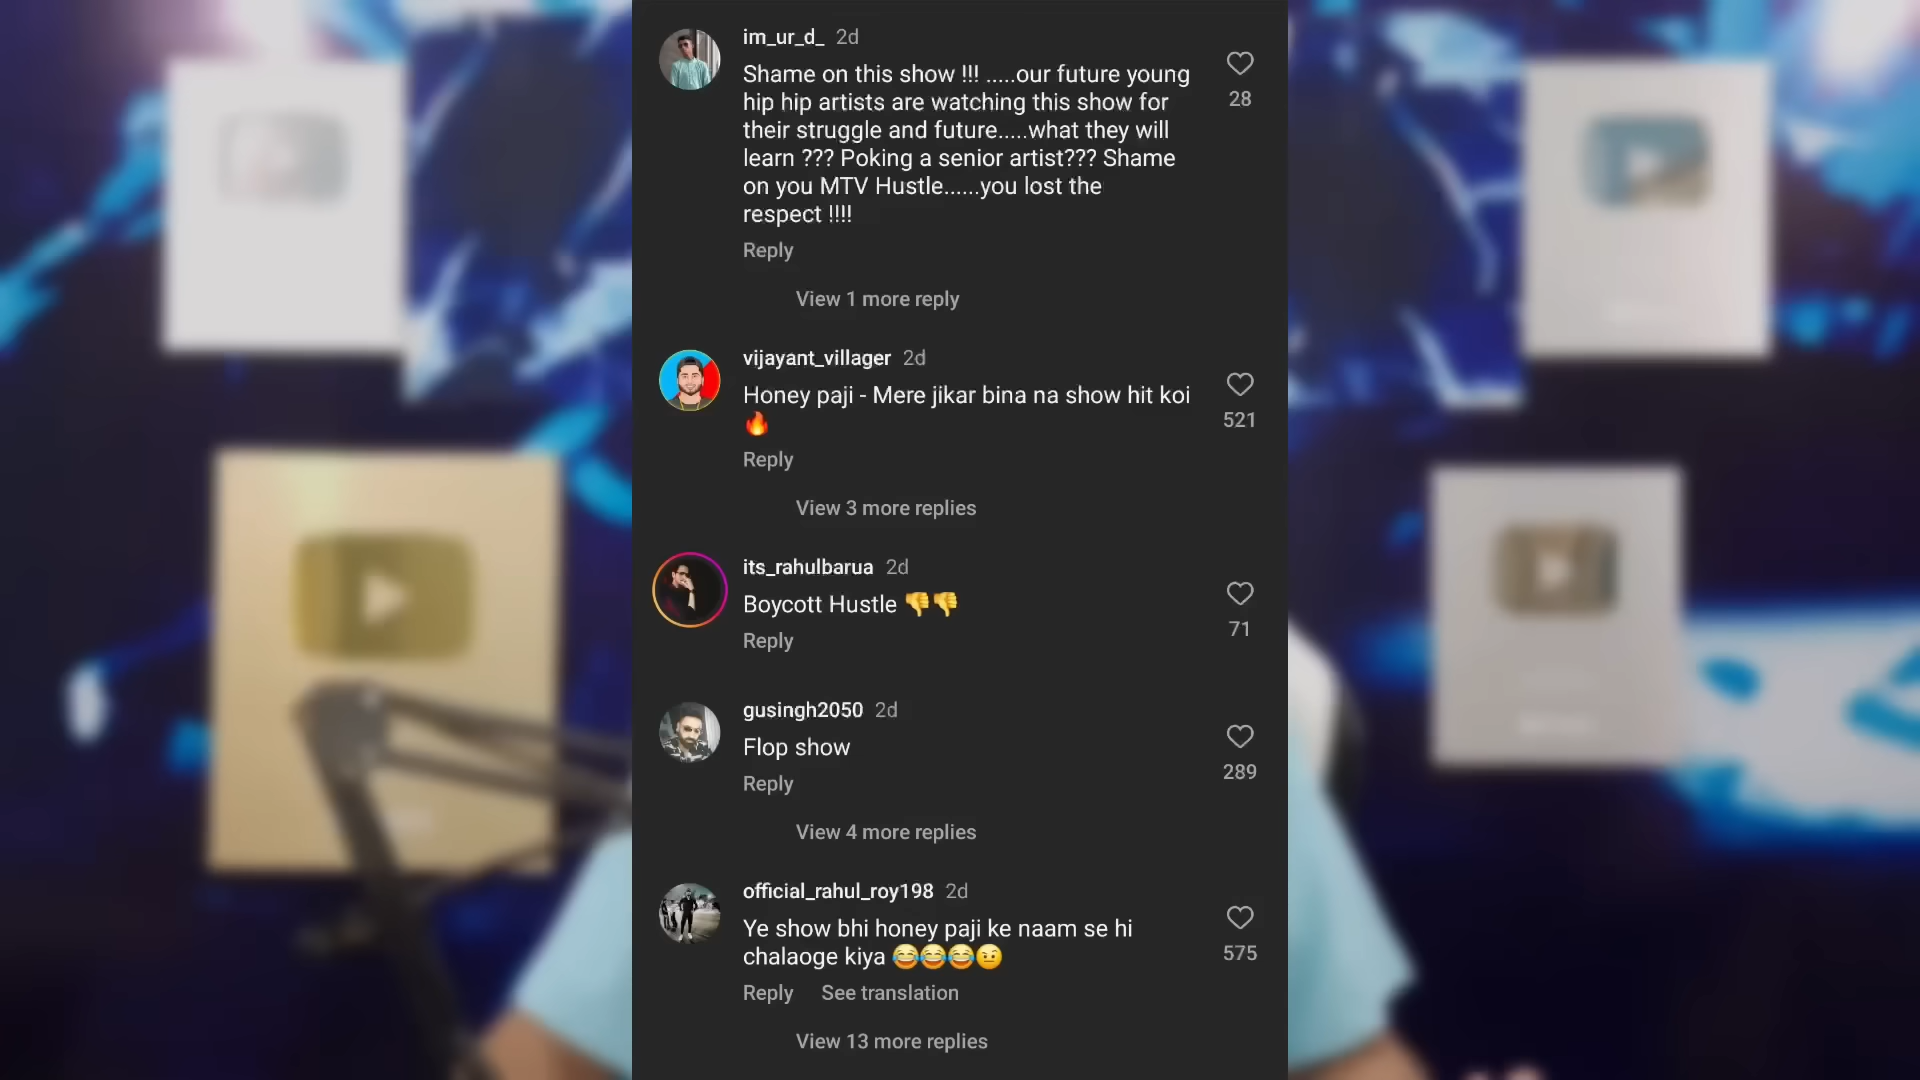 im_ur_d_ 2d
Shame on this show !!! .....our future young
hip hip artists are watching this show for
their struggle and future.....what they will
learn ??? Poking a senior artist??? Shame
on you MTV Hustle......you lost the
respect !!!!
28
Reply
View 1 more reply
vijayant_villager 2d
Honey paji - Mere jikar bina na show hit koi
🔥
521
Reply
View 3 more replies
its_rahulbarua 2d
Boycott Hustle 👎👎
71
Reply
gusingh2050 2d
Flop show
289
Reply
View 4 more replies
official_rahul_roy198 2d
Ye show bhi honey paji ke naam se hi
chalaoge kiya 😂😂😂🤨
575
Reply See translation
View 13 more replies